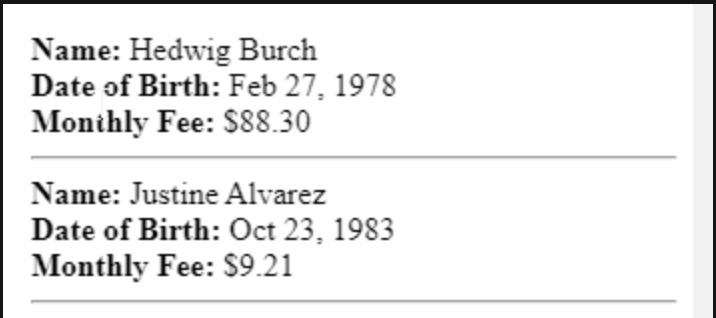 Name: Hedwig Burch
Date of Birth: Feb 27, 1978
Monthly Fee: $88.30
Name: Justine Alvarez
Date of Birth: Oct 23, 1983
Monthly Fee: $9.21